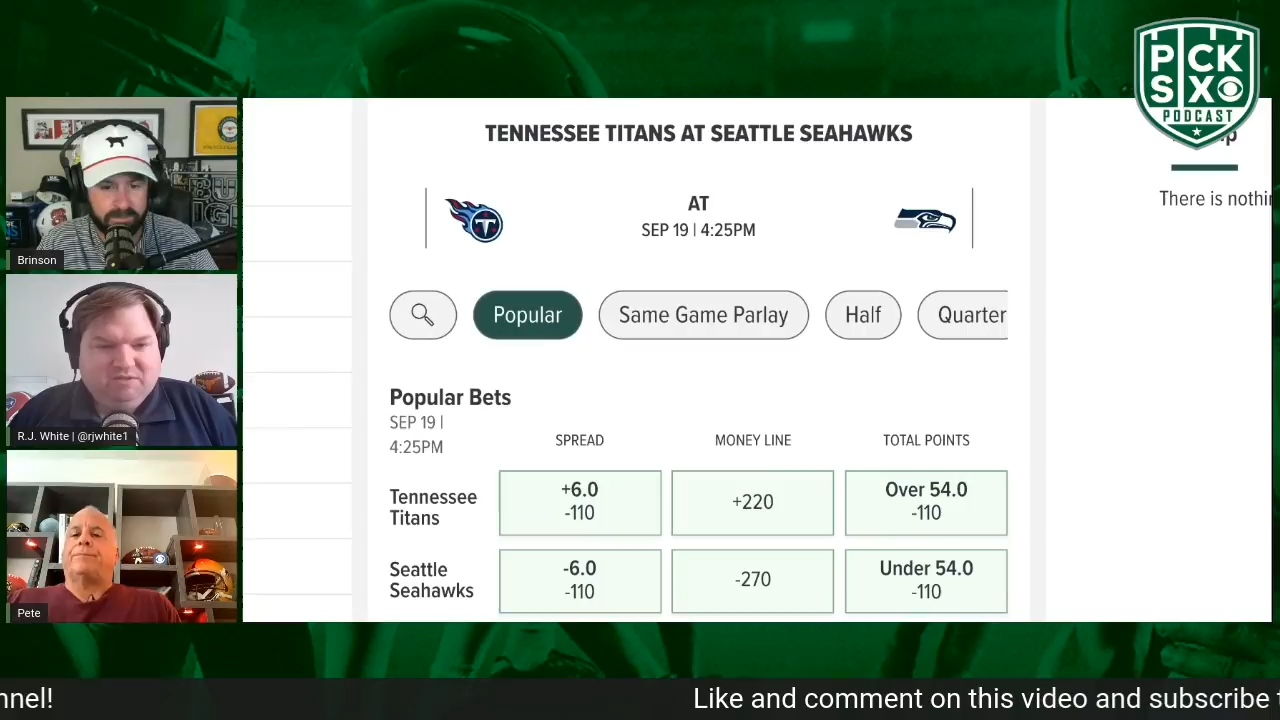 PICK
SIX
PODCAST
TENNESSEE TITANS AT SEATTLE SEAHAWKS
AT
SEP 19 | 4:25PM
There is nothi
Popular
Same Game Parlay
Half
Quarter
Popular Bets
SEP 19 |
4:25PM
SPREAD
MONEY LINE
TOTAL POINTS
Tennessee
Titans
+6.0
-110
+220
Over 54.0
-110
Seattle
Seahawks
-6.0
-110
-270
Under 54.0
-110
Brinson
R.J. White | @rjwhite1
Pete
nnel!
Like and comment on this video and subscribe